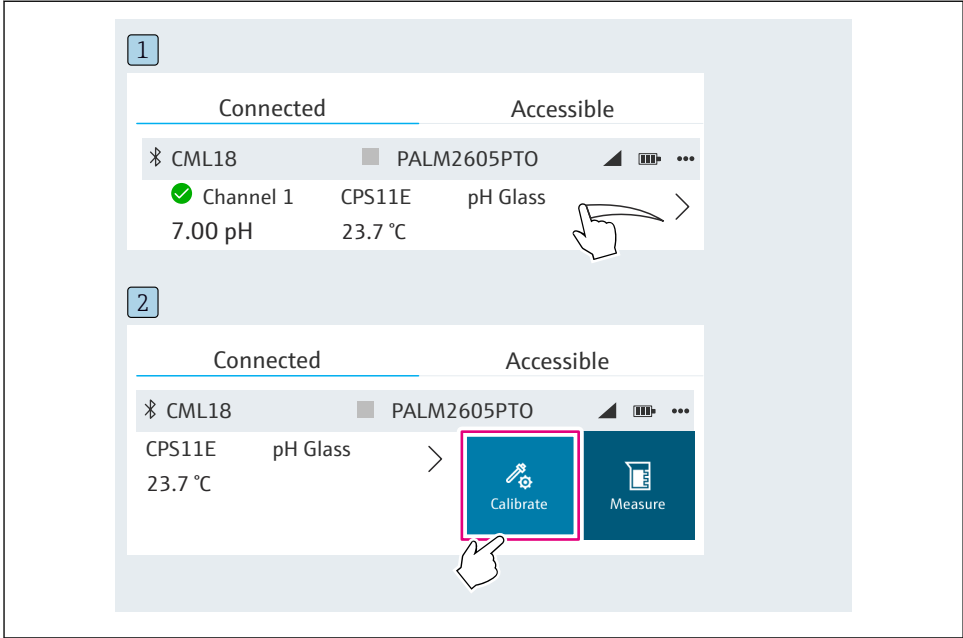 1
Connected Accessible
CML18 PALM2605PTO •••
Channel 1 CPS11E pH Glass
7.00 pH 23.7 °C
2
Connected Accessible
CML18 PALM2605PTO •••
CPS11E pH Glass
23.7 °C
Calibrate Measure